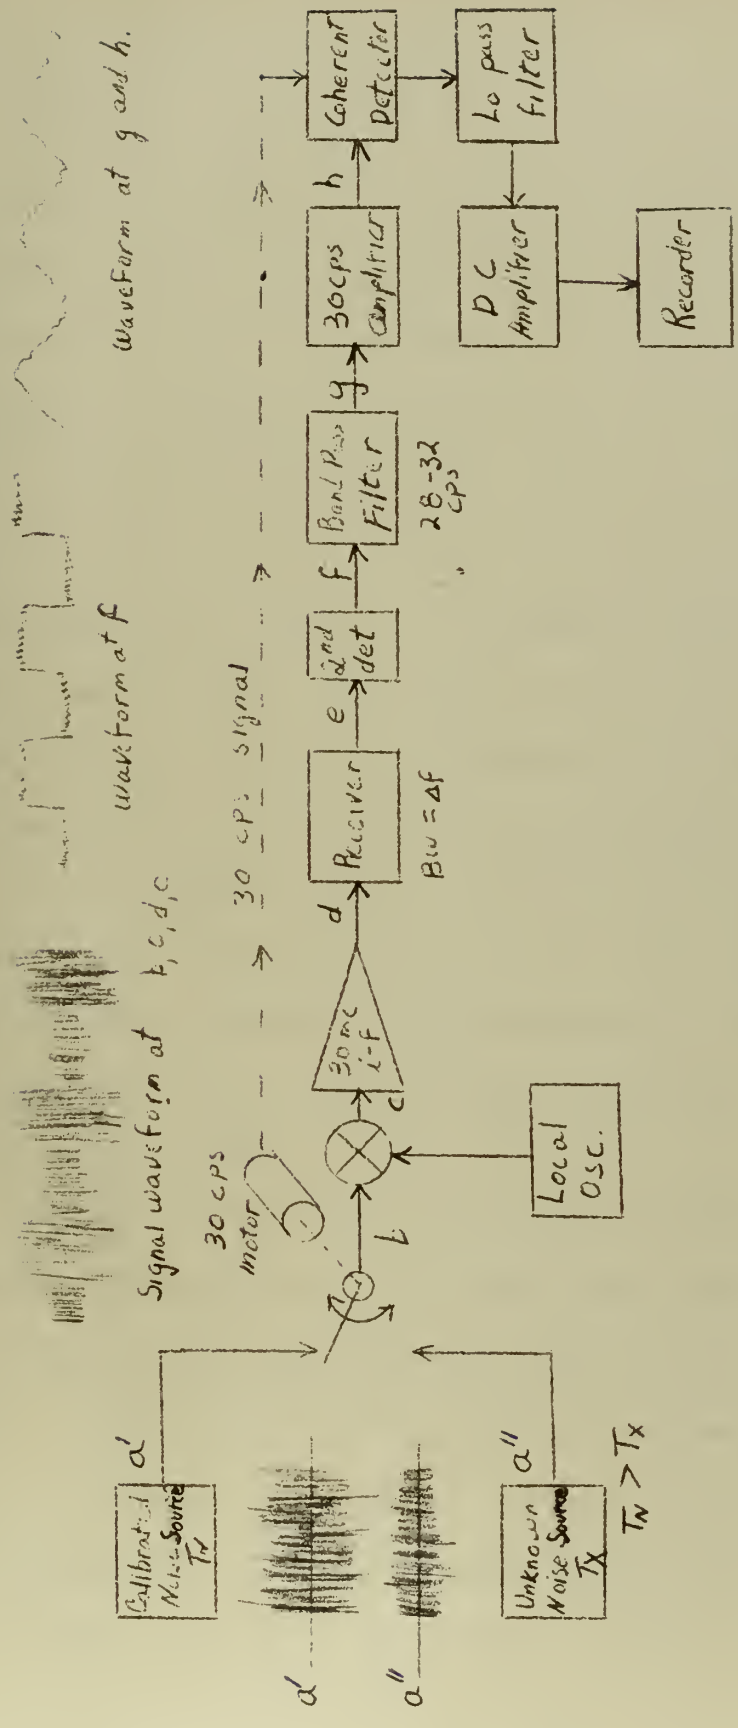 Signal waveform at b, c, d, e
Waveform at f
Waveform at g and h.
30 cps
motor
30 cps signal
Calibrated
Noise Source
TN
a'
a'
a''
Unknown
Noise Source
TX
a''
TN > TX
b
Local
Osc.
c
30 mc
i-f
d
Receiver
BW = Δf
e
2nd
det
f
Band Pass
Filter
28-32
cps
g
30 cps
amplifier
h
Coherent
Detector
Lo pass
filter
DC
Amplifier
Recorder